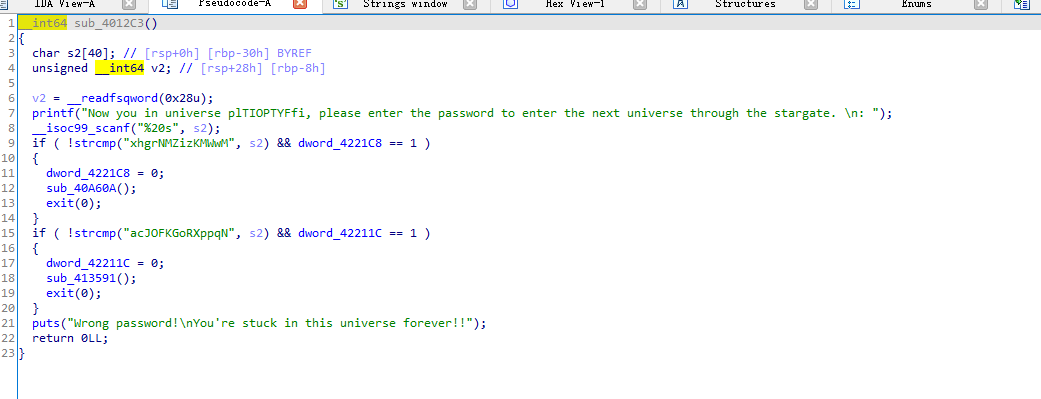 IDA View-A Pseudocode-A Strings window Hex View-1 Structures Enums
1 __int64 sub_4012C3()
2 {
3 char s2[40]; // [rsp+0h] [rbp-30h] BYREF
4 unsigned __int64 v2; // [rsp+28h] [rbp-8h]
5
6 v2 = __readfsqword(0x28u);
7 printf("Now you in universe plTIOPTYFfi, please enter the password to enter the next universe through the stargate. \n: ");
8 __isoc99_scanf("%20s", s2);
9 if ( !strcmp("xhgrNMZizKMWwM", s2) && dword_4221C8 == 1 )
10 {
11 dword_4221C8 = 0;
12 sub_40A60A();
13 exit(0);
14 }
15 if ( !strcmp("acJOFKGoRXppqN", s2) && dword_42211C == 1 )
16 {
17 dword_42211C = 0;
18 sub_413591();
19 exit(0);
20 }
21 puts("Wrong password!\nYou're stuck in this universe forever!!");
22 return 0LL;
23 }